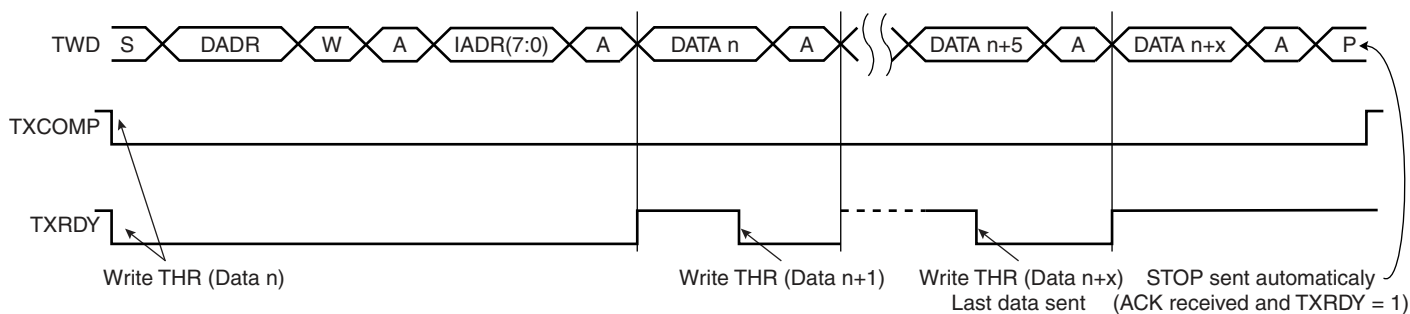 TWD S DADR W A IADR(7:0) A DATA n A DATA n+5 A DATA n+x A P
TXCOMP
TXRDY
Write THR (Data n) Write THR (Data n+1) Write THR (Data n+x) STOP sent automaticaly
Last data sent (ACK received and TXRDY = 1)